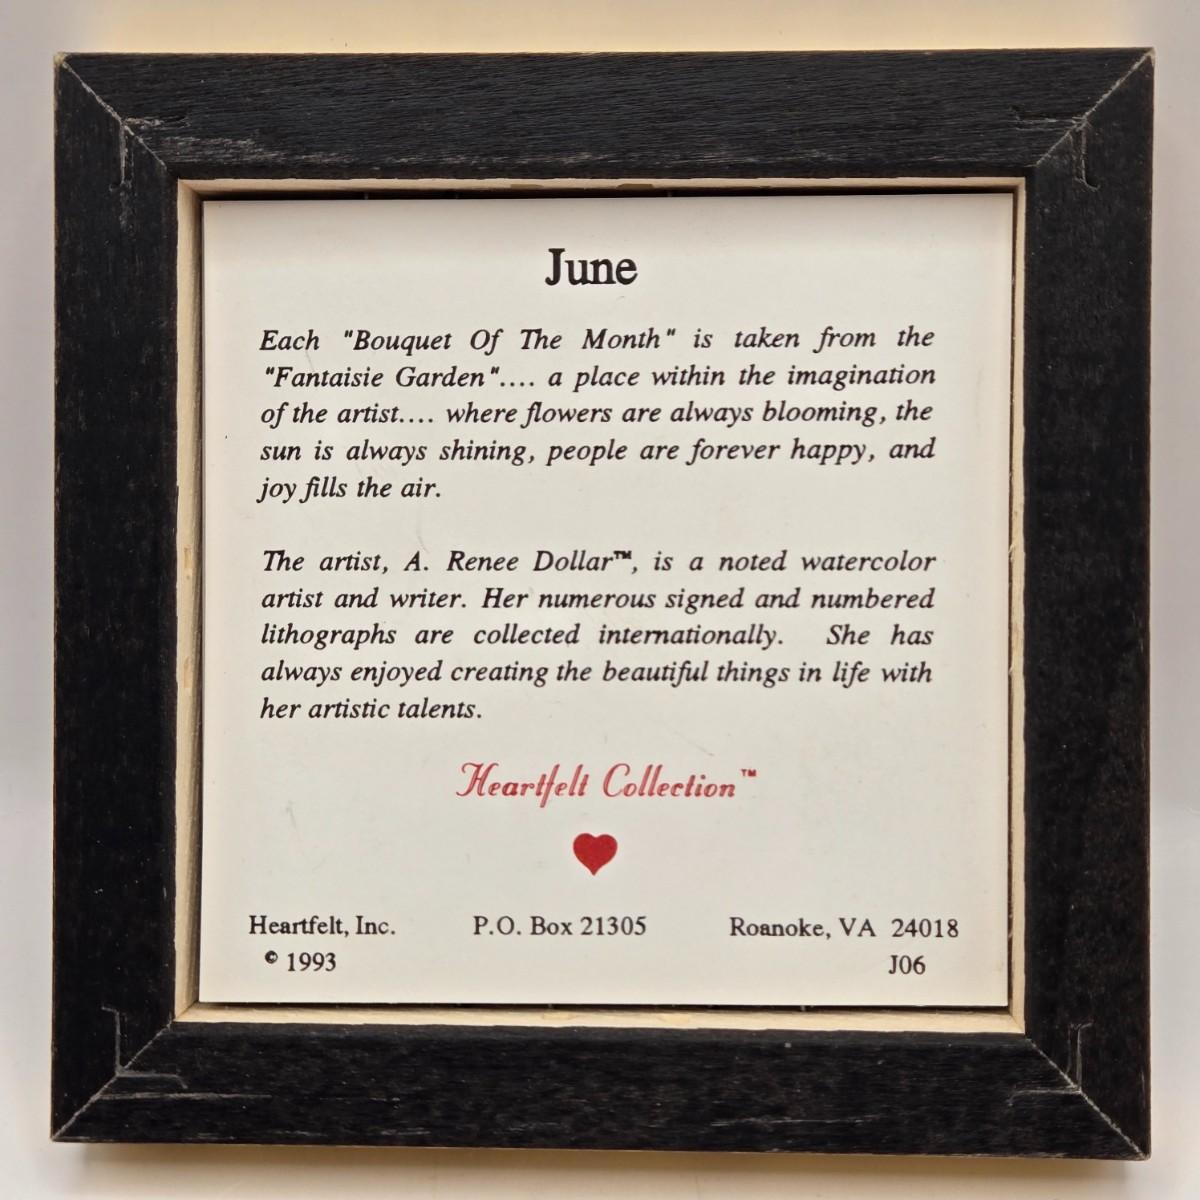 June
Each "Bouquet Of The Month" is taken from the
"Fantaisie Garden".... a place within the imagination
of the artist.... where flowers are always blooming, the
sun is always shining, people are forever happy, and
joy fills the air.
The artist, A. Renee Dollar™, is a noted watercolor
artist and writer. Her numerous signed and numbered
lithographs are collected internationally. She has
always enjoyed creating the beautiful things in life with
her artistic talents.
Heartfelt Collection™
Heartfelt, Inc. P.O. Box 21305 Roanoke, VA 24018
© 1993 J06